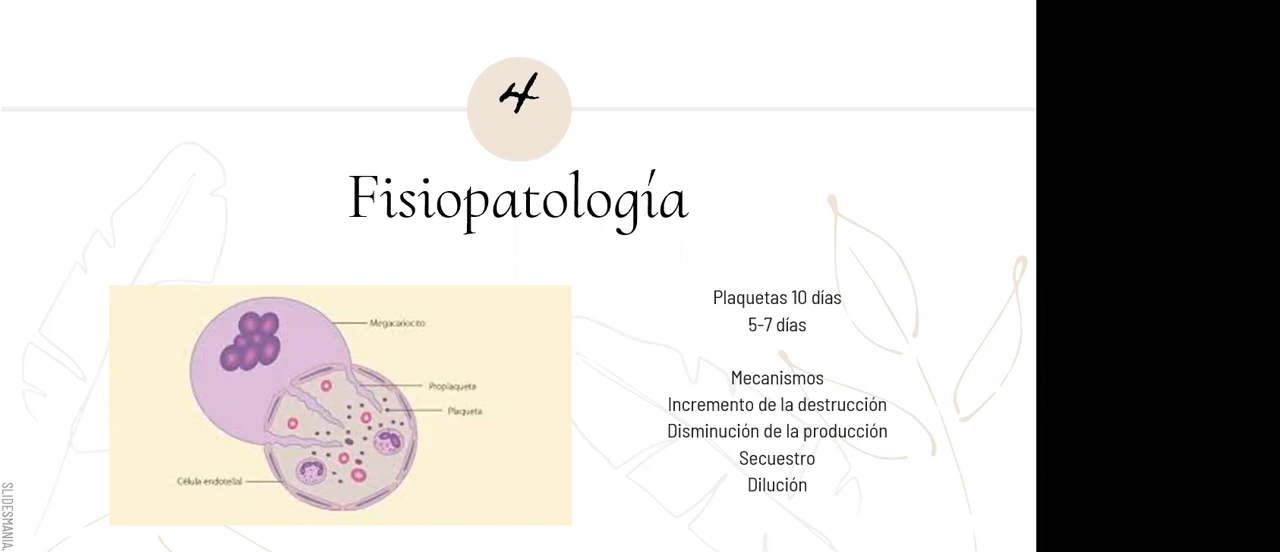 4
Fisiopatología
Megacariocito
Proplaqueta
Plaqueta
Célula endotelial
Plaquetas 10 días
5-7 días
Mecanismos
Incremento de la destrucción
Disminución de la producción
Secuestro
Dilución
SLIDESMANIA